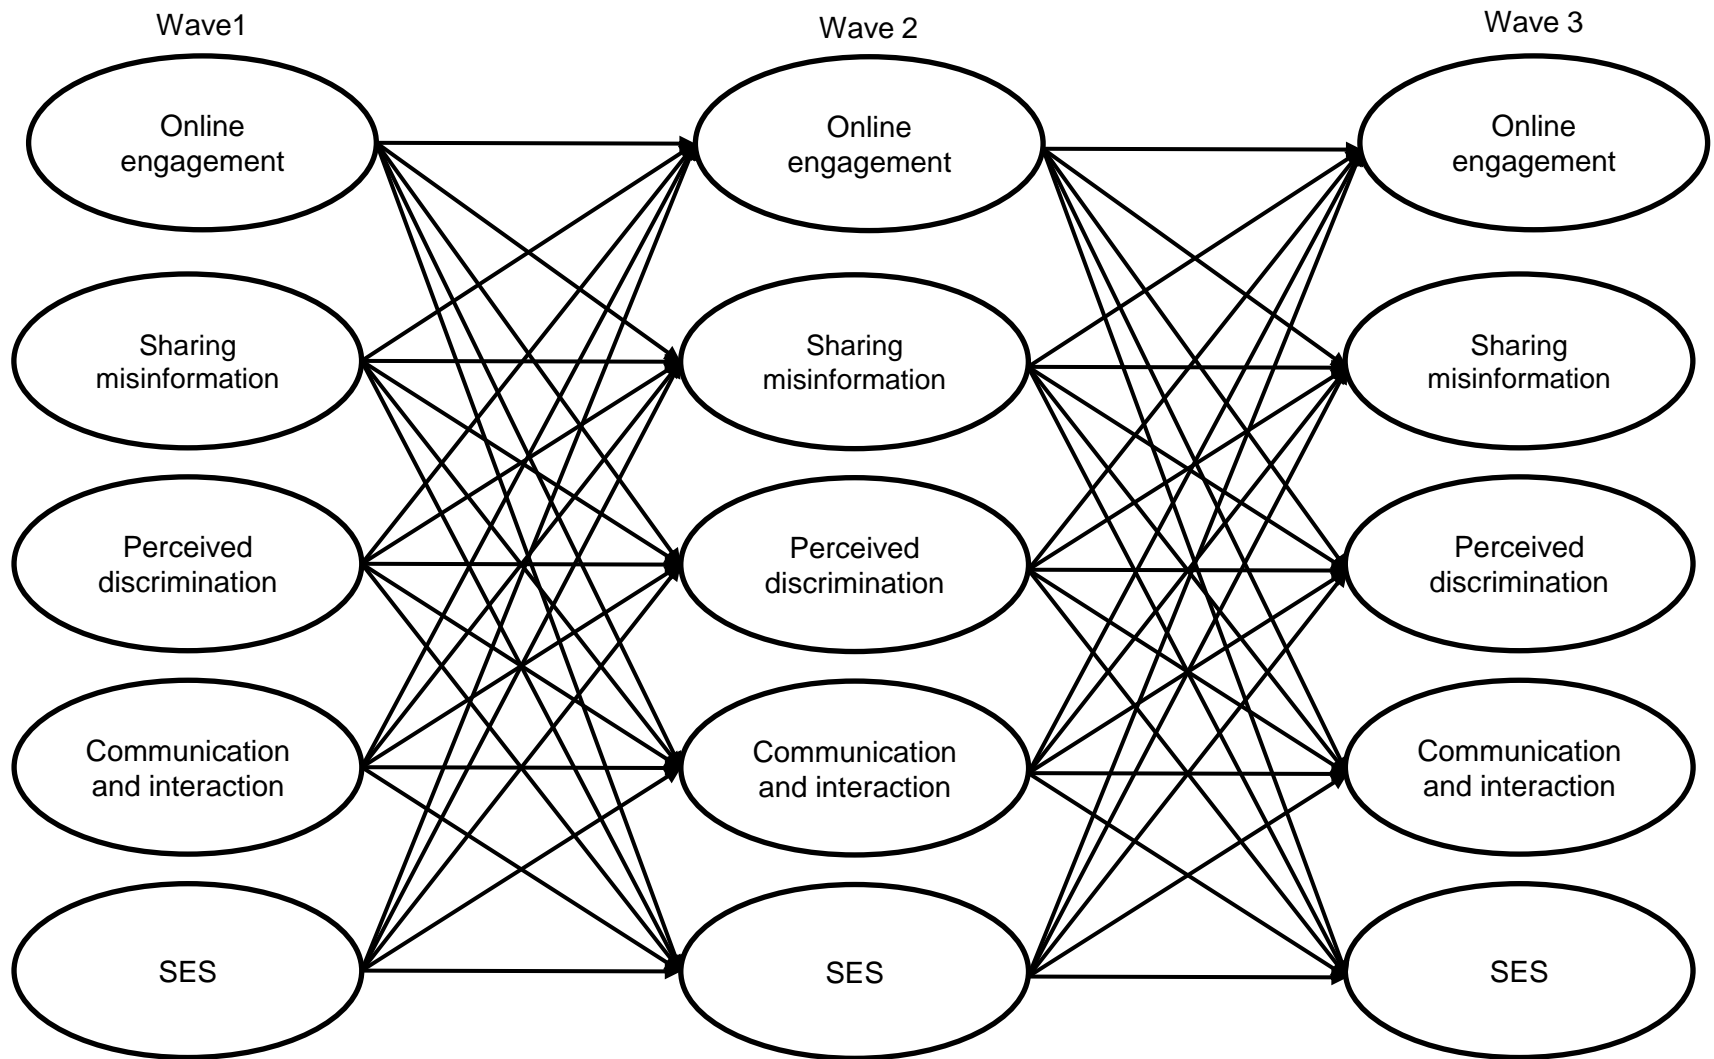 Wave1
Wave 2
Wave 3
Online
engagement
Online
engagement
Online
engagement
Sharing
misinformation
Sharing
misinformation
Sharing
misinformation
Perceived
discrimination
Perceived
discrimination
Perceived
discrimination
Communication
and interaction
Communication
and interaction
Communication
and interaction
SES
SES
SES